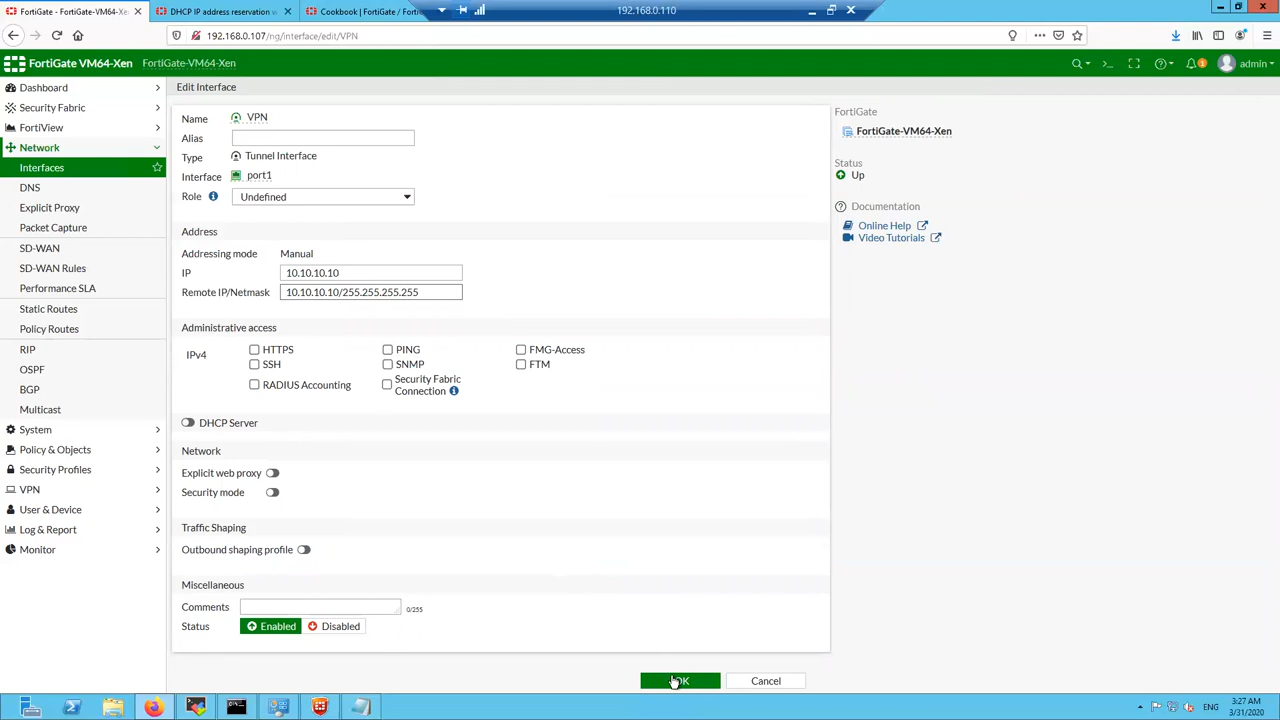 FortiGate - FortiGate-VM64-Xen
DHCP IP address reservation w
Cookbook | FortiGate / Forti
192.168.0.110
192.168.0.107/ng/interface/edit/VPN
FortiGate VM64-Xen
FortiGate-VM64-Xen
1
admin
Dashboard
Security Fabric
FortiView
Network
Interfaces
DNS
Explicit Proxy
Packet Capture
SD-WAN
SD-WAN Rules
Performance SLA
Static Routes
Policy Routes
RIP
OSPF
BGP
Multicast
System
Policy & Objects
Security Profiles
VPN
User & Device
Log & Report
Monitor
Edit Interface
Name VPN
Alias
Type Tunnel Interface
Interface port1
Role Undefined
Address
Addressing mode Manual
IP 10.10.10.10
Remote IP/Netmask 10.10.10.10/255.255.255.255
Administrative access
IPv4
HTTPS PING FMG-Access
SSH SNMP FTM
RADIUS Accounting Security Fabric
Connection
DHCP Server
Network
Explicit web proxy
Security mode
Traffic Shaping
Outbound shaping profile
Miscellaneous
Comments 0/255
Status Enabled Disabled
OK Cancel
FortiGate
FortiGate-VM64-Xen
Status
Up
Documentation
Online Help
Video Tutorials
ENG
3:27 AM
3/31/2020